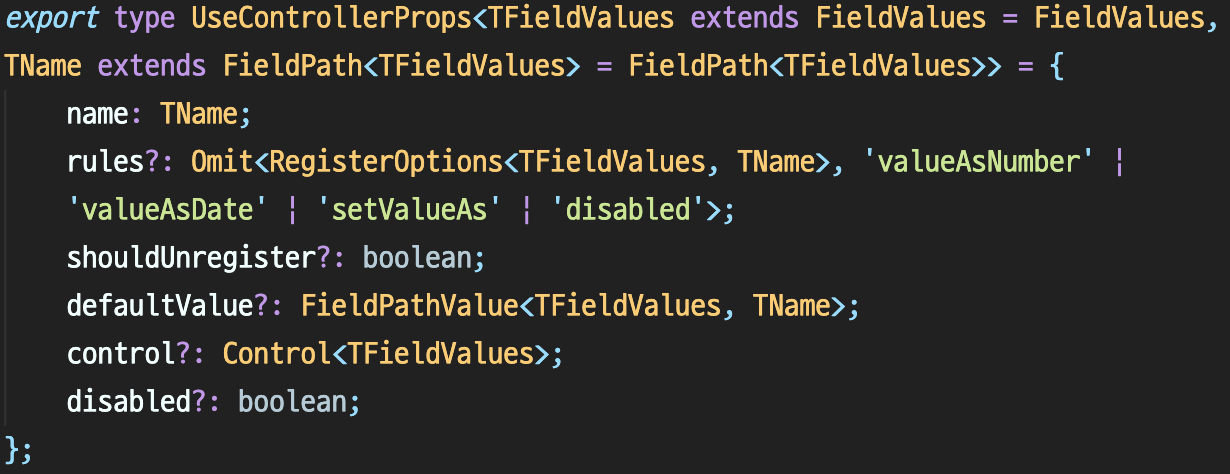 export type UseControllerProps<TFieldValues extends FieldValues = FieldValues,
TName extends FieldPath<TFieldValues> = FieldPath<TFieldValues>> = {
    name: TName;
    rules?: Omit<RegisterOptions<TFieldValues, TName>, 'valueAsNumber' |
    'valueAsDate' | 'setValueAs' | 'disabled'>;
    shouldUnregister?: boolean;
    defaultValue?: FieldPathValue<TFieldValues, TName>;
    control?: Control<TFieldValues>;
    disabled?: boolean;
};